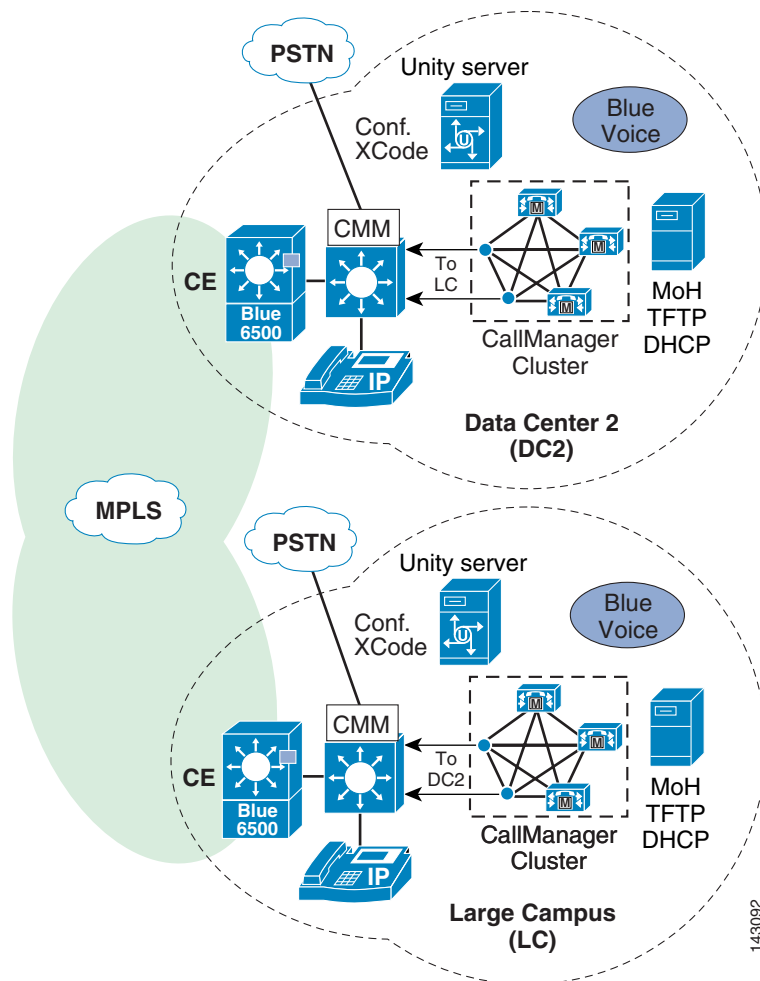 PSTN
Unity server
Blue
Voice
Conf.
XCode
U
M
M
M
CMM
CE
Blue
6500
To
LC
IP
CallManager
Cluster
MoH
TFTP
DHCP
Data Center 2
(DC2)
MPLS
PSTN
Unity server
Blue
Voice
Conf.
XCode
U
M
M
M
CMM
CE
Blue
6500
To
DC2
IP
CallManager
Cluster
MoH
TFTP
DHCP
Large Campus
(LC)
143092